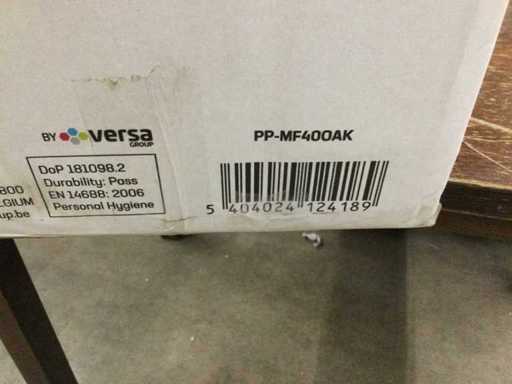 BY versa
GROUP
PP-MF400AK
DoP 181098.2
Durability: Pass
EN 14688: 2006
Personal Hygiene
800
LGIUM
up.be
5 404024 124189